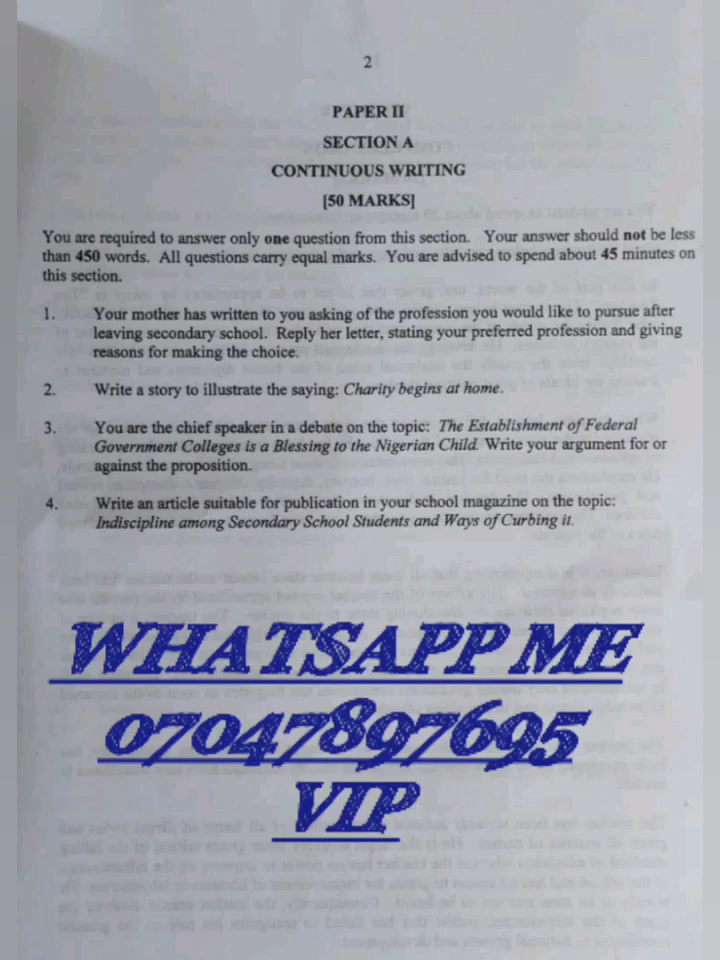 2
PAPER II
SECTION A
CONTINUOUS WRITING
[50 MARKS]
You are required to answer only one question from this section. Your answer should not be less
than 450 words. All questions carry equal marks. You are advised to spend about 45 minutes on
this section.
1. Your mother has written to you asking of the profession you would like to pursue after
leaving secondary school. Reply her letter, stating your preferred profession and giving
reasons for making the choice.
2. Write a story to illustrate the saying: Charity begins at home.
3. You are the chief speaker in a debate on the topic: The Establishment of Federal
Government Colleges is a Blessing to the Nigerian Child. Write your argument for or
against the proposition.
4. Write an article suitable for publication in your school magazine on the topic:
Indiscipline among Secondary School Students and Ways of Curbing it.
WHATSAPP ME
07047897695
VIP